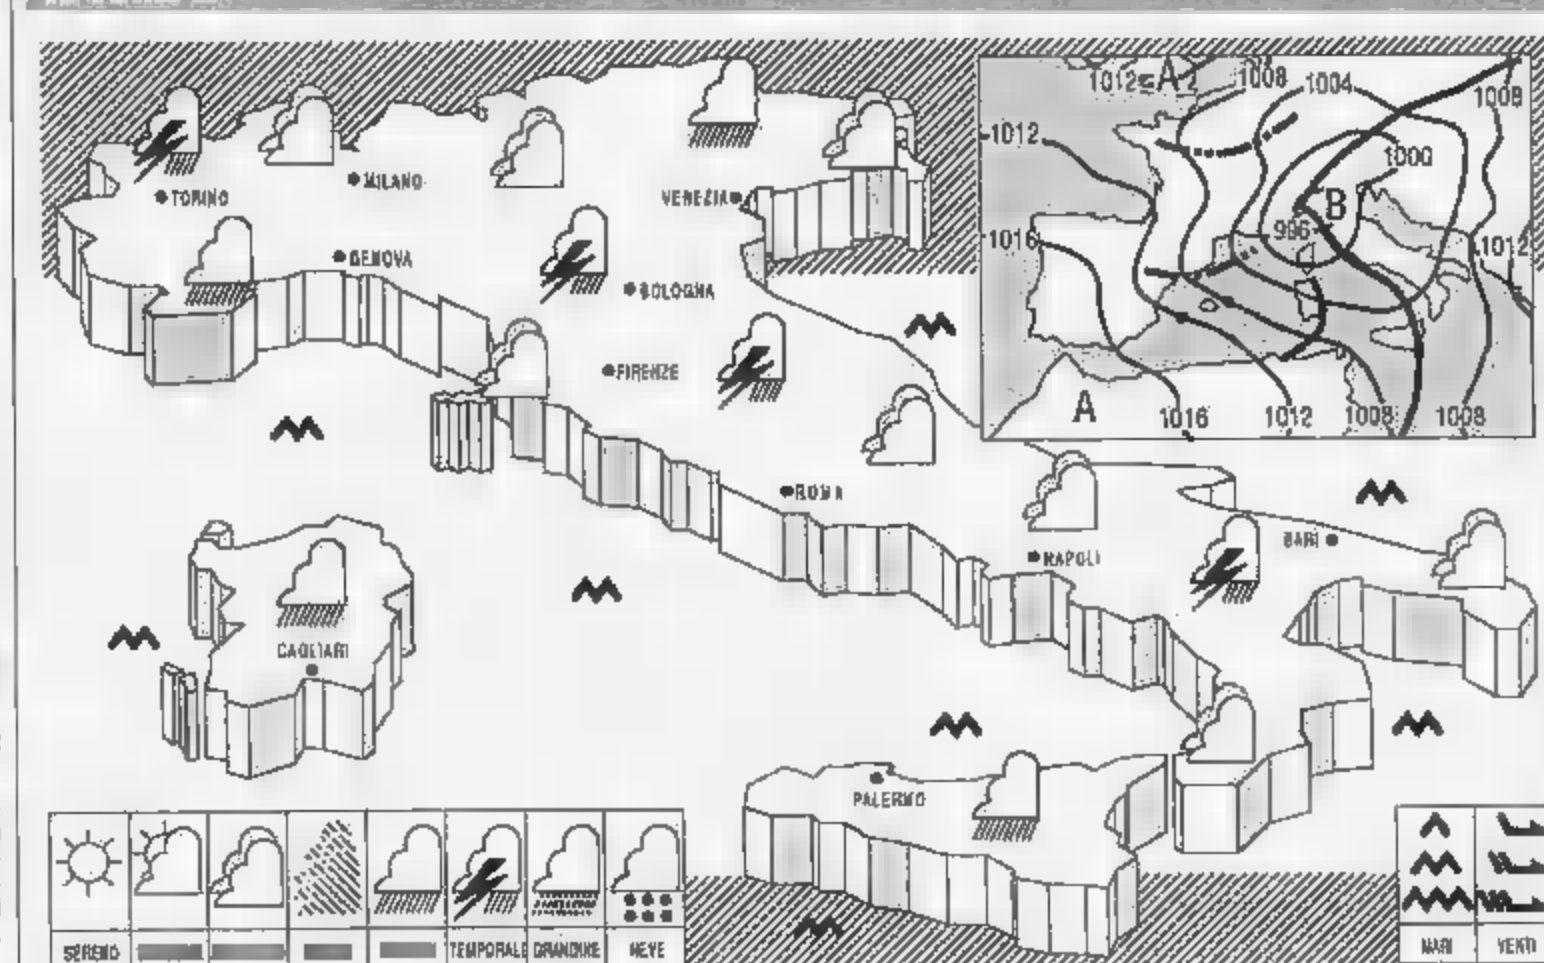 1012
A
1008
1004
1008
1012
1000
B
1016
996
1012
A
1016
1012
1008
1008
TORINO
MILANO
VENEZIA
GENOVA
BOLOGNA
FIRENZE
ROMA
BARI
NAPOLI
CAGLIARI
PALERMO
SERENO
TEMPORALE
GRANDINE
NEVE
MARI
VENTI